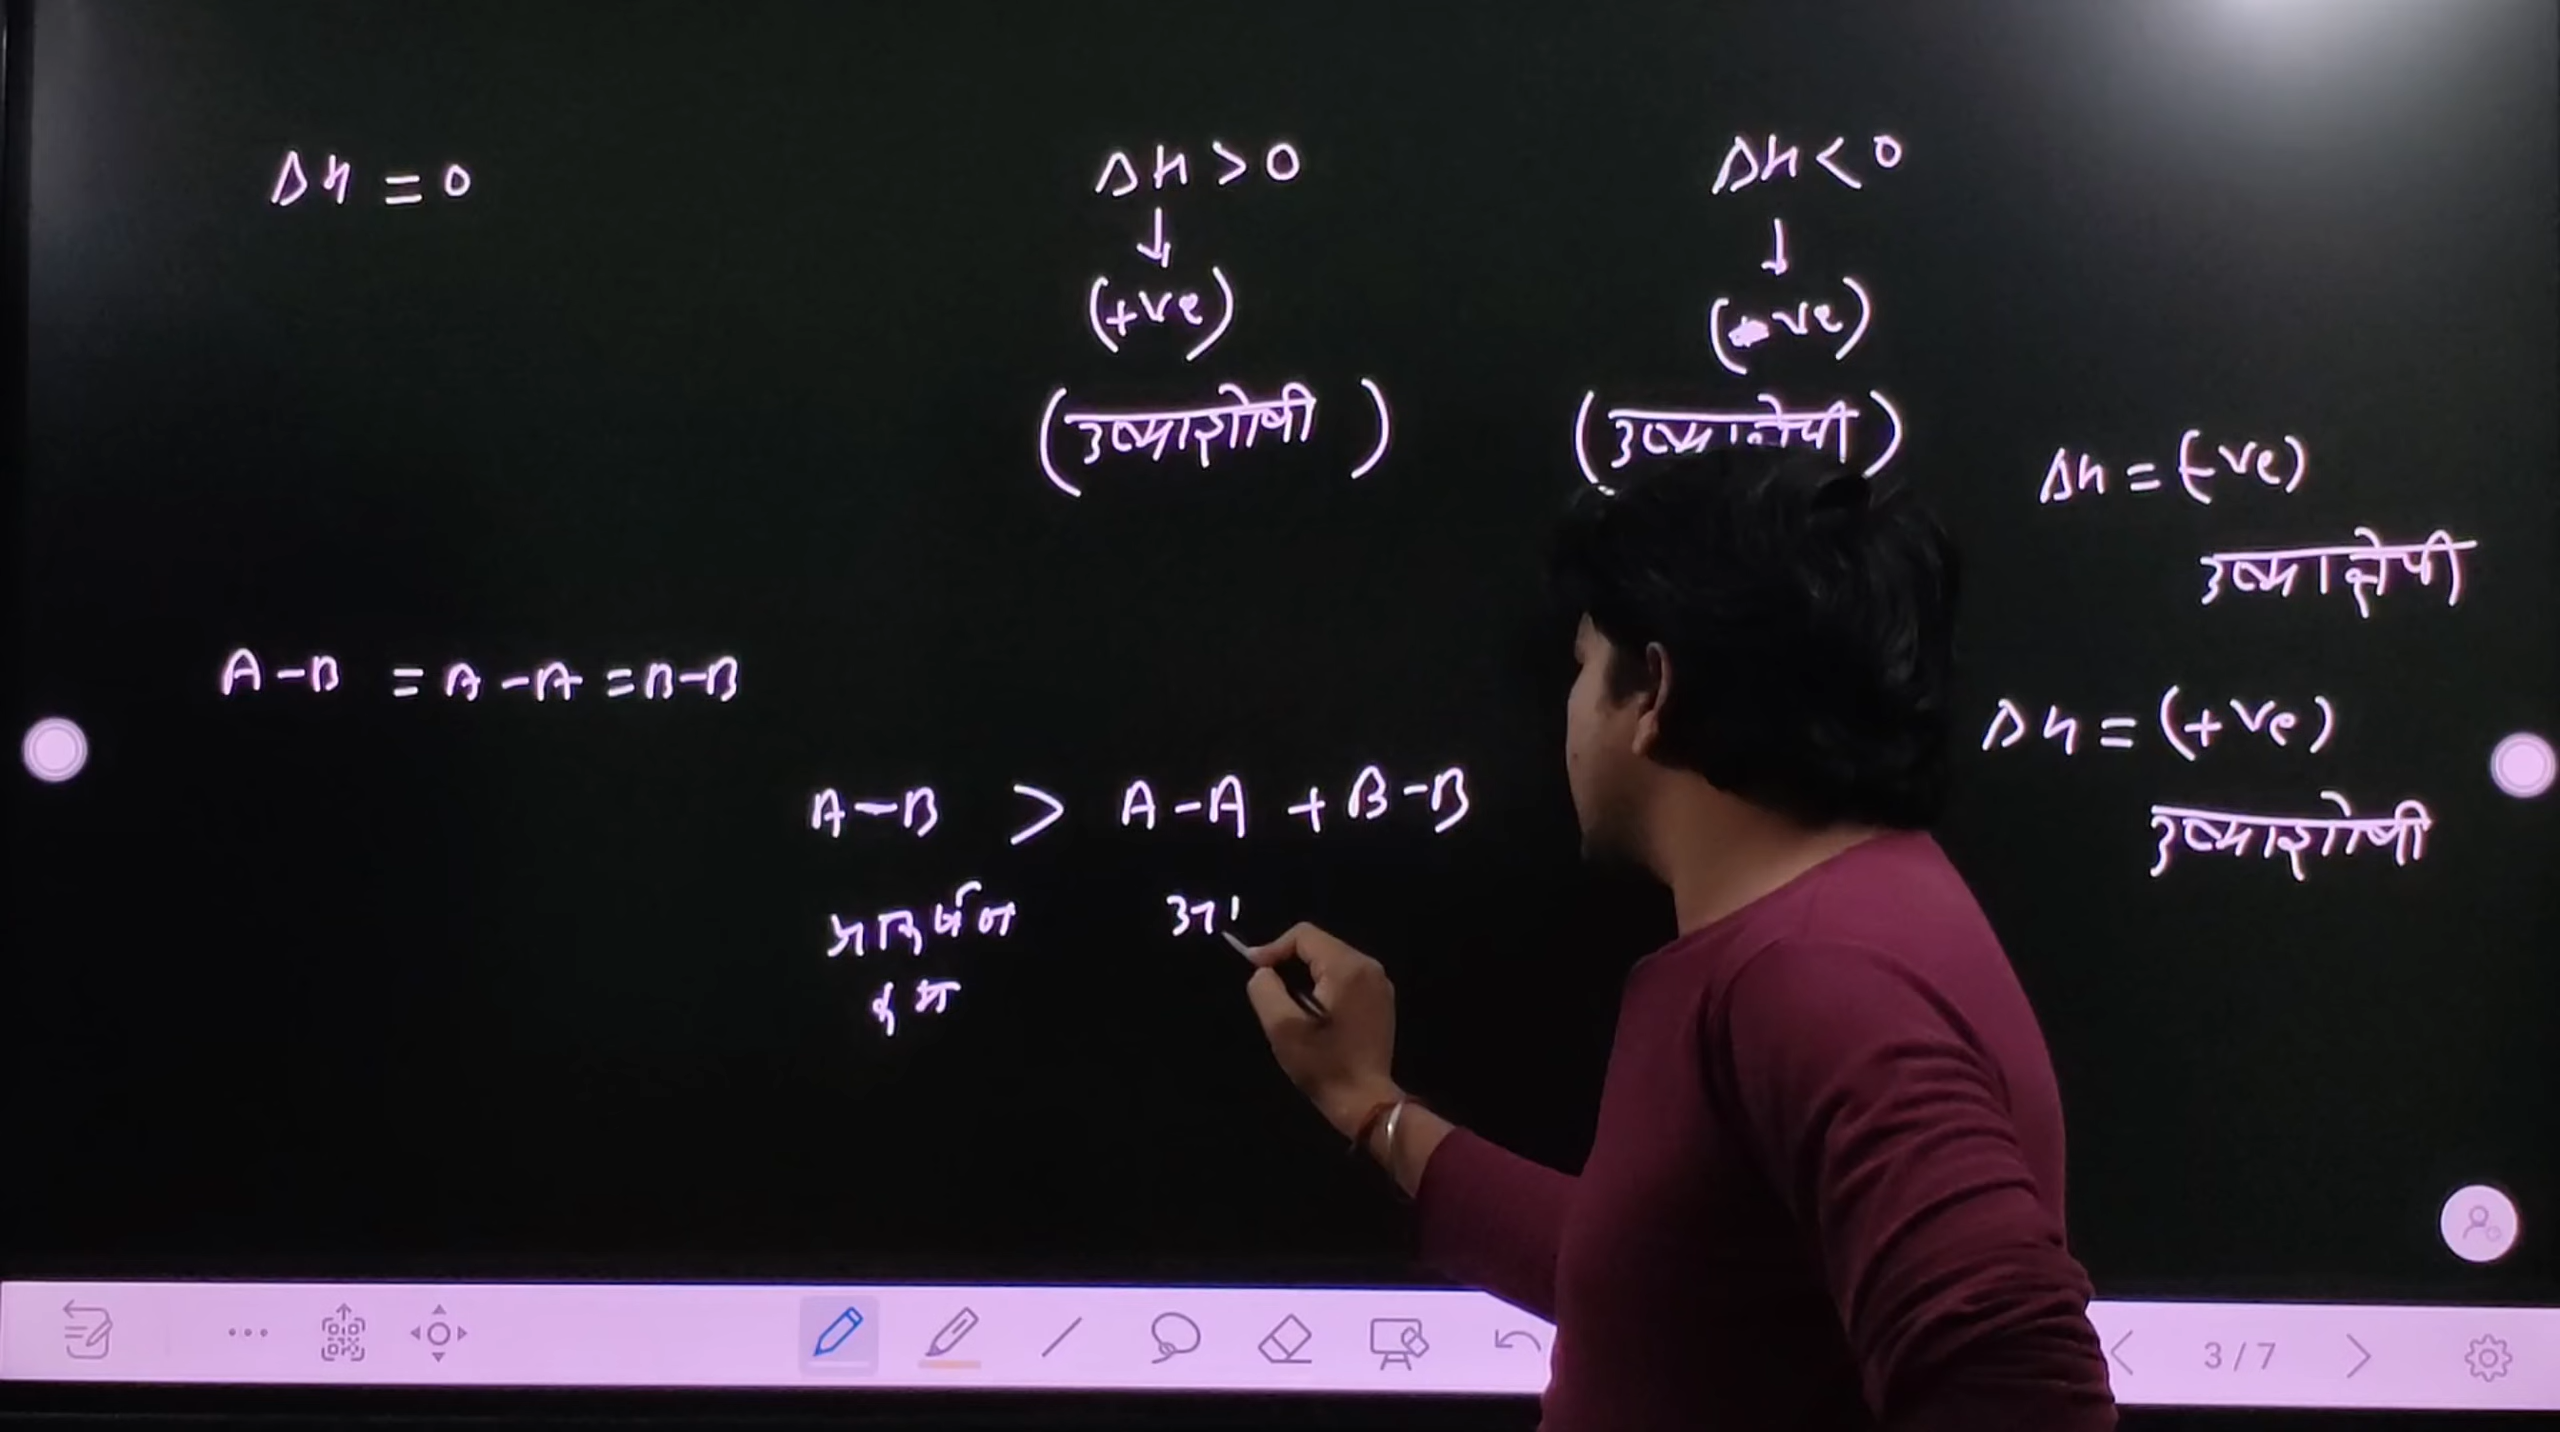 ΔH = 0
ΔH > 0
↓
(+ve)
(उष्माशोषी)
ΔH < 0
↓
(-ve)
ΔH = (-ve)
उष्माक्षेपी
ΔH = (+ve)
उष्माशोषी
A-B = A-A = B-B
A-B > A-A + B-B
3 / 7